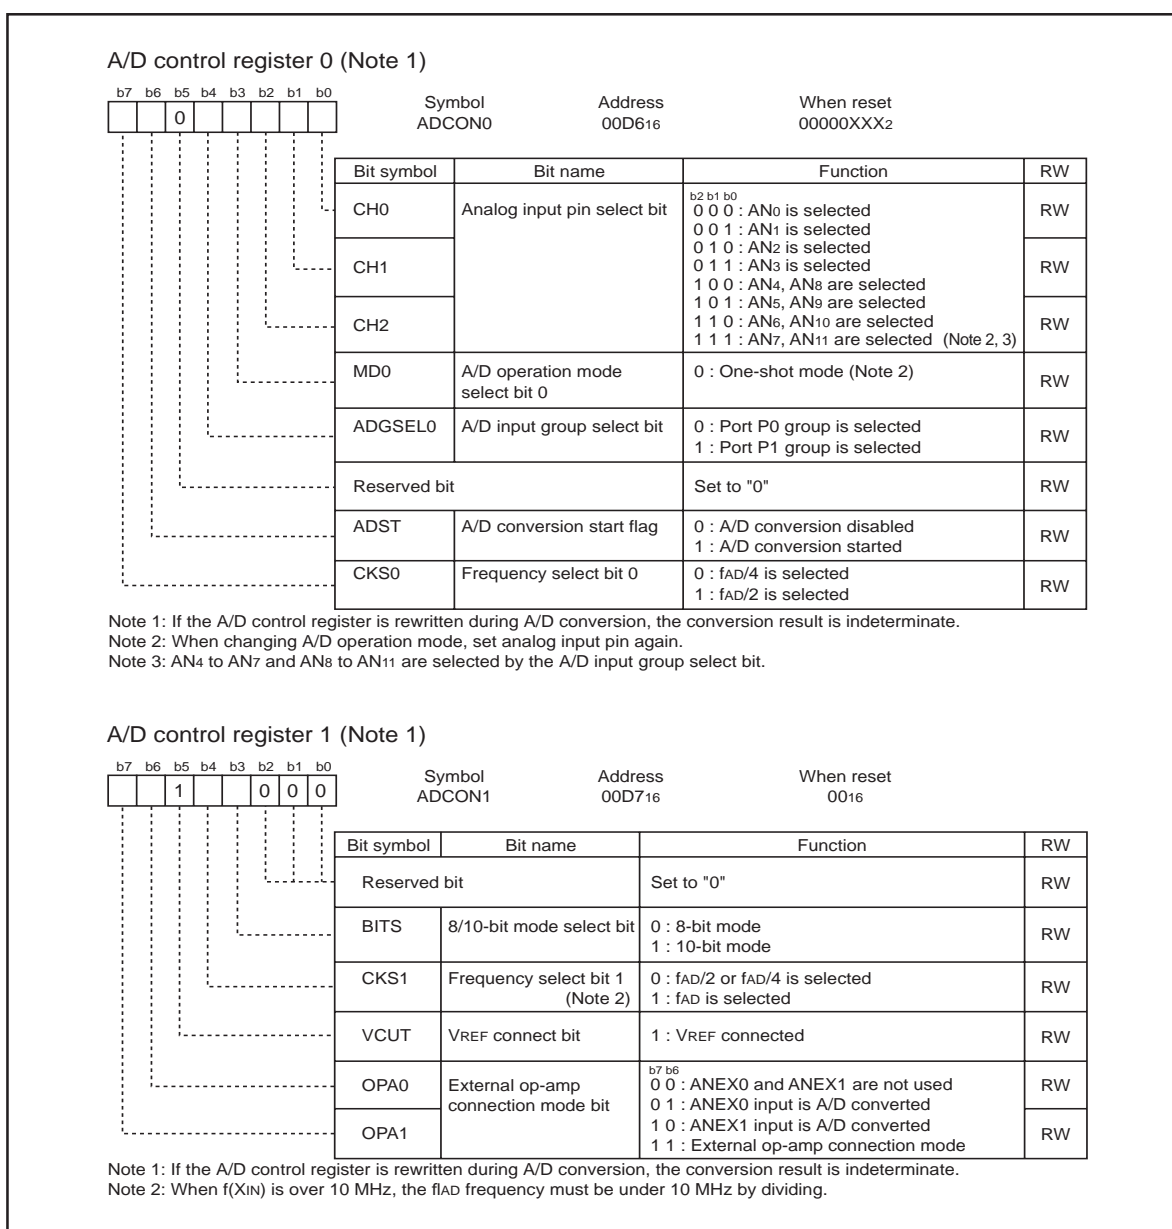 A/D control register 0 (Note 1)
b7 b6 b5 b4 b3 b2 b1 b0
0
Symbol Address When reset
ADCON0 00D616 00000XXX2
Bit symbol Bit name Function RW
CH0 Analog input pin select bit RW
b2 b1 b0
0 0 0 : AN0 is selected
0 0 1 : AN1 is selected
0 1 0 : AN2 is selected
0 1 1 : AN3 is selected
CH1 RW
1 0 0 : AN4, AN8 are selected
1 0 1 : AN5, AN9 are selected
1 1 0 : AN6, AN10 are selected
1 1 1 : AN7, AN11 are selected (Note 2, 3)
CH2 RW
MD0 A/D operation mode select bit 0 0 : One-shot mode (Note 2) RW
ADGSEL0 A/D input group select bit 0 : Port P0 group is selected
1 : Port P1 group is selected RW
Reserved bit Set to "0" RW
ADST A/D conversion start flag 0 : A/D conversion disabled
1 : A/D conversion started RW
CKS0 Frequency select bit 0 0 : fAD/4 is selected
1 : fAD/2 is selected RW
Note 1: If the A/D control register is rewritten during A/D conversion, the conversion result is indeterminate.
Note 2: When changing A/D operation mode, set analog input pin again.
Note 3: AN4 to AN7 and AN8 to AN11 are selected by the A/D input group select bit.
A/D control register 1 (Note 1)
b7 b6 b5 b4 b3 b2 b1 b0
1 0 0 0
Symbol Address When reset
ADCON1 00D716 0016
Bit symbol Bit name Function RW
Reserved bit Set to "0" RW
BITS 8/10-bit mode select bit 0 : 8-bit mode
1 : 10-bit mode RW
CKS1 Frequency select bit 1 (Note 2) 0 : fAD/2 or fAD/4 is selected
1 : fAD is selected RW
VCUT VREF connect bit 1 : VREF connected RW
OPA0 External op-amp connection mode bit RW
b7 b6
0 0 : ANEX0 and ANEX1 are not used
0 1 : ANEX0 input is A/D converted
1 0 : ANEX1 input is A/D converted
1 1 : External op-amp connection mode
OPA1 RW
Note 1: If the A/D control register is rewritten during A/D conversion, the conversion result is indeterminate.
Note 2: When f(XIN) is over 10 MHz, the flAD frequency must be under 10 MHz by dividing.